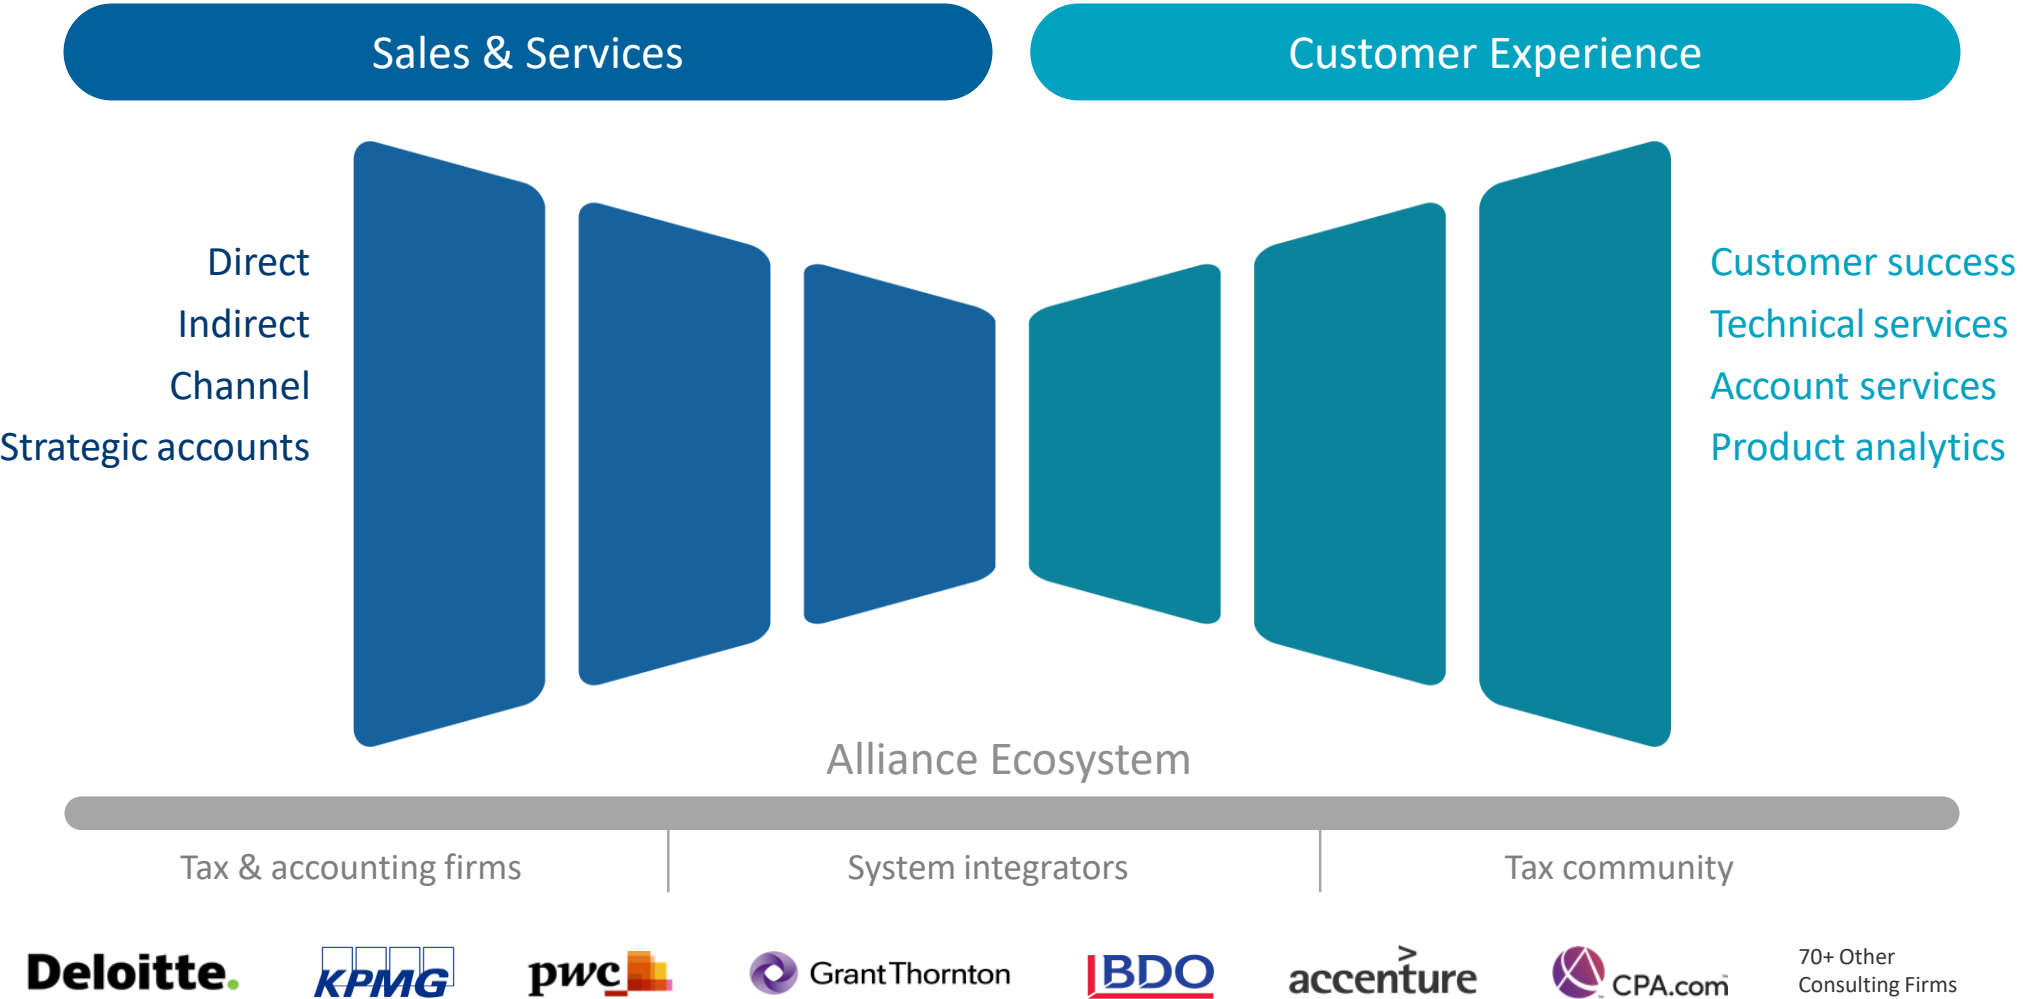 Sales & Services
Customer Experience
Direct
Indirect
Channel
Strategic accounts
Customer success
Technical services
Account services
Product analytics
Alliance Ecosystem
Tax & accounting firms
System integrators
Tax community
Deloitte.
KPMG
pwc
Grant Thornton
BDO
accenture
CPA.com
70+ Other
Consulting Firms